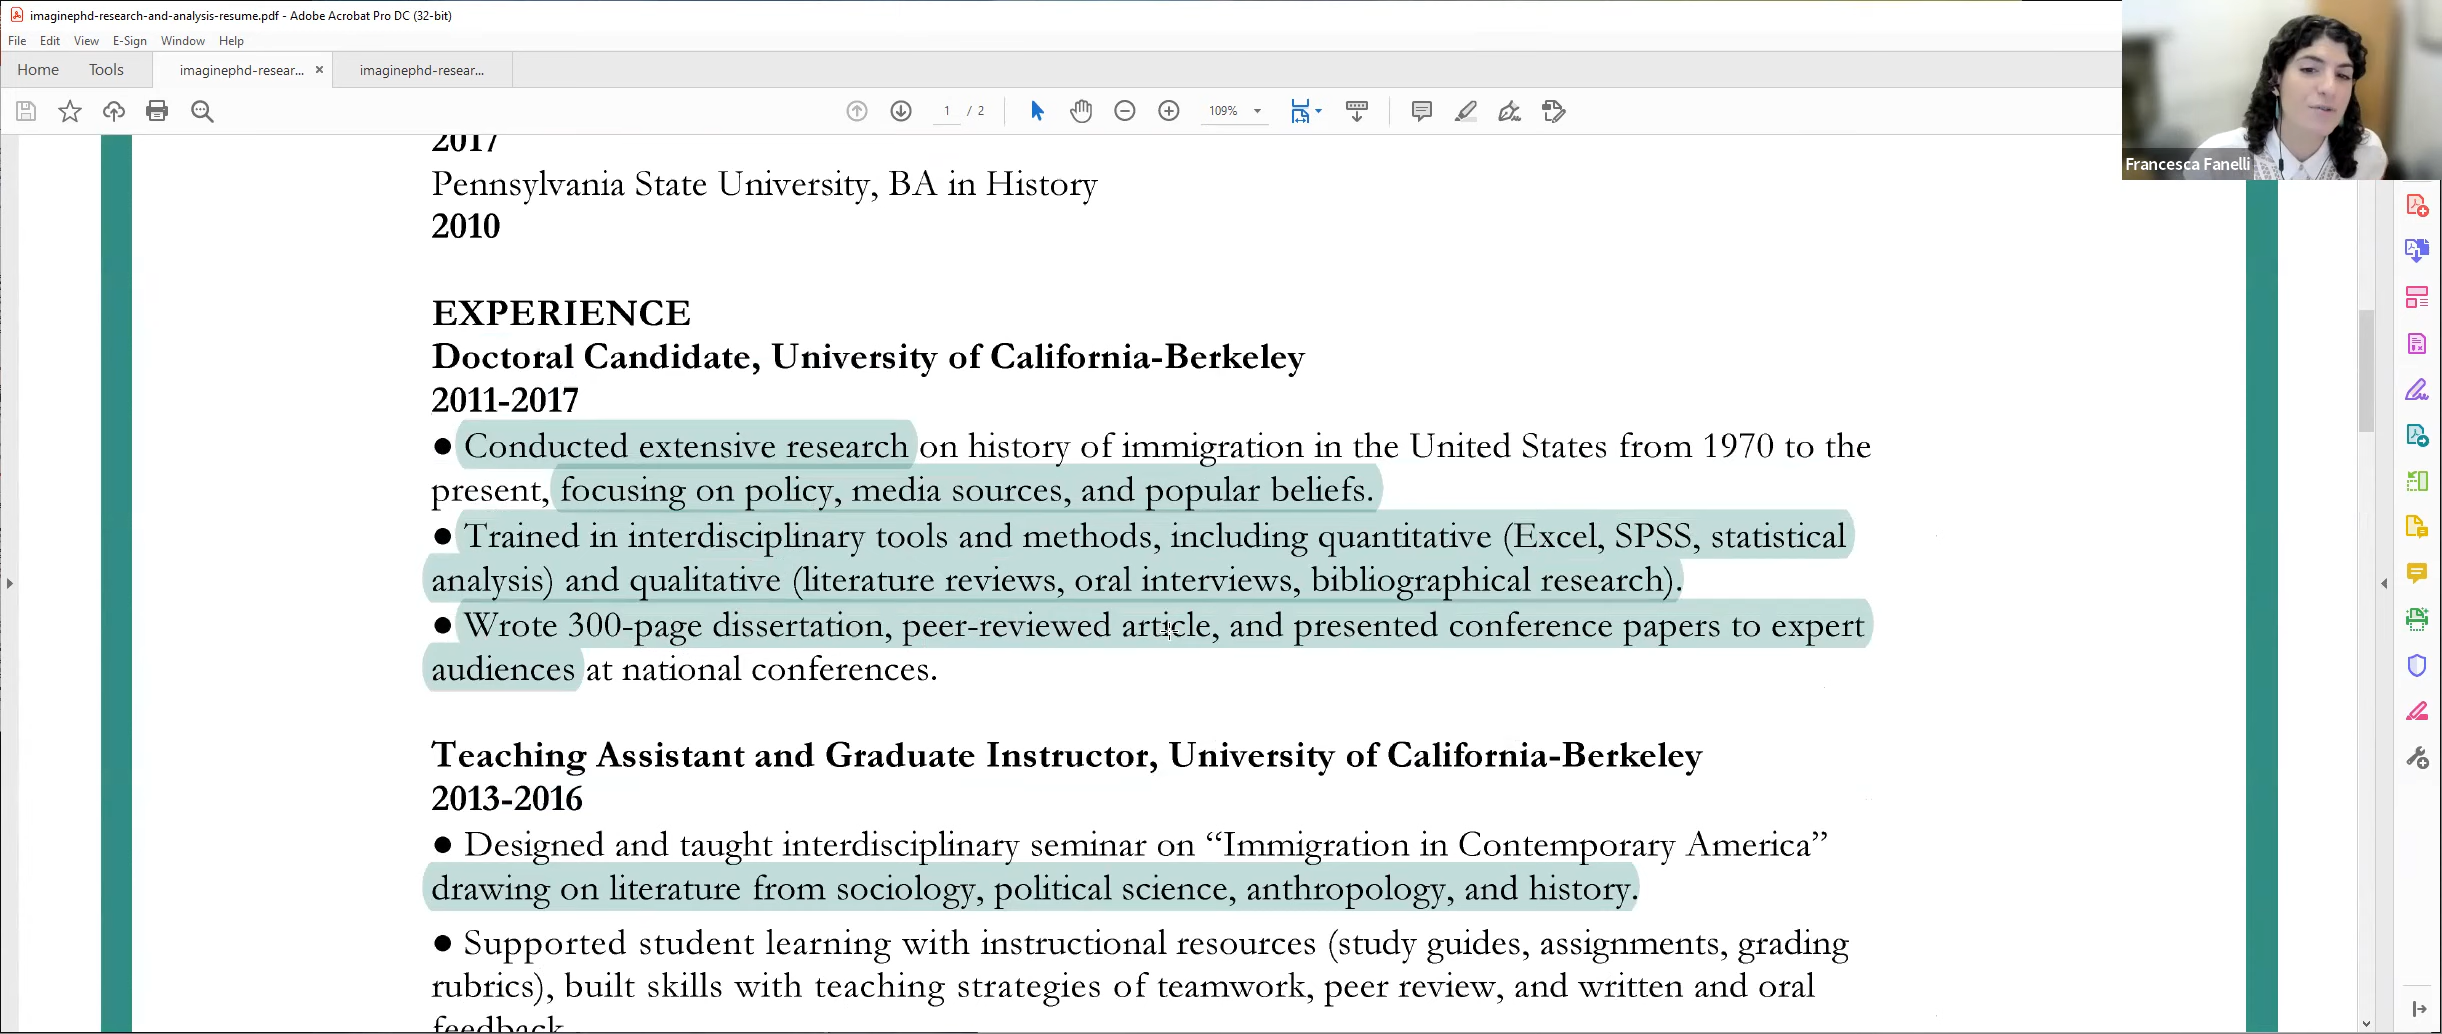 imaginephd-research-and-analysis-resume.pdf - Adobe Acrobat Pro DC (32-bit)
File Edit View E-Sign Window Help
Home Tools imaginephd-resear... × imaginephd-resear...
1 / 2 109%
Francesca Fanelli
2017
Pennsylvania State University, BA in History
2010
EXPERIENCE
Doctoral Candidate, University of California-Berkeley
2011-2017
● Conducted extensive research on history of immigration in the United States from 1970 to the
present, focusing on policy, media sources, and popular beliefs.
● Trained in interdisciplinary tools and methods, including quantitative (Excel, SPSS, statistical
analysis) and qualitative (literature reviews, oral interviews, bibliographical research).
● Wrote 300-page dissertation, peer-reviewed article, and presented conference papers to expert
audiences at national conferences.
Teaching Assistant and Graduate Instructor, University of California-Berkeley
2013-2016
● Designed and taught interdisciplinary seminar on “Immigration in Contemporary America”
drawing on literature from sociology, political science, anthropology, and history.
● Supported student learning with instructional resources (study guides, assignments, grading
rubrics), built skills with teaching strategies of teamwork, peer review, and written and oral
feedback.